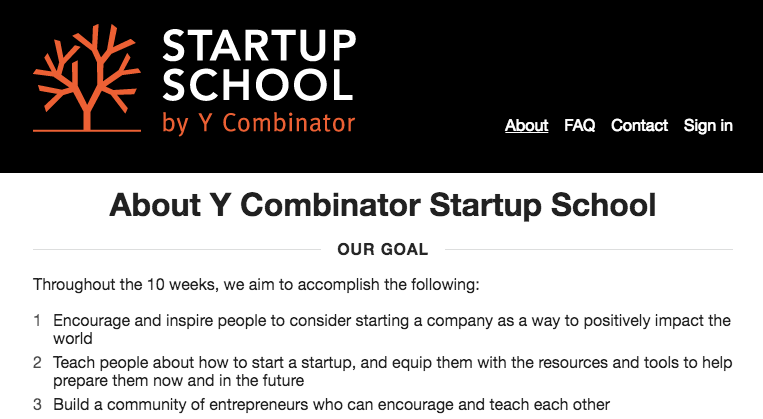 STARTUP
SCHOOL
by Y Combinator
About FAQ Contact Sign in
About Y Combinator Startup School
OUR GOAL
Throughout the 10 weeks, we aim to accomplish the following:
1 Encourage and inspire people to consider starting a company as a way to positively impact the
world
2 Teach people about how to start a startup, and equip them with the resources and tools to help
prepare them now and in the future
3 Build a community of entrepreneurs who can encourage and teach each other